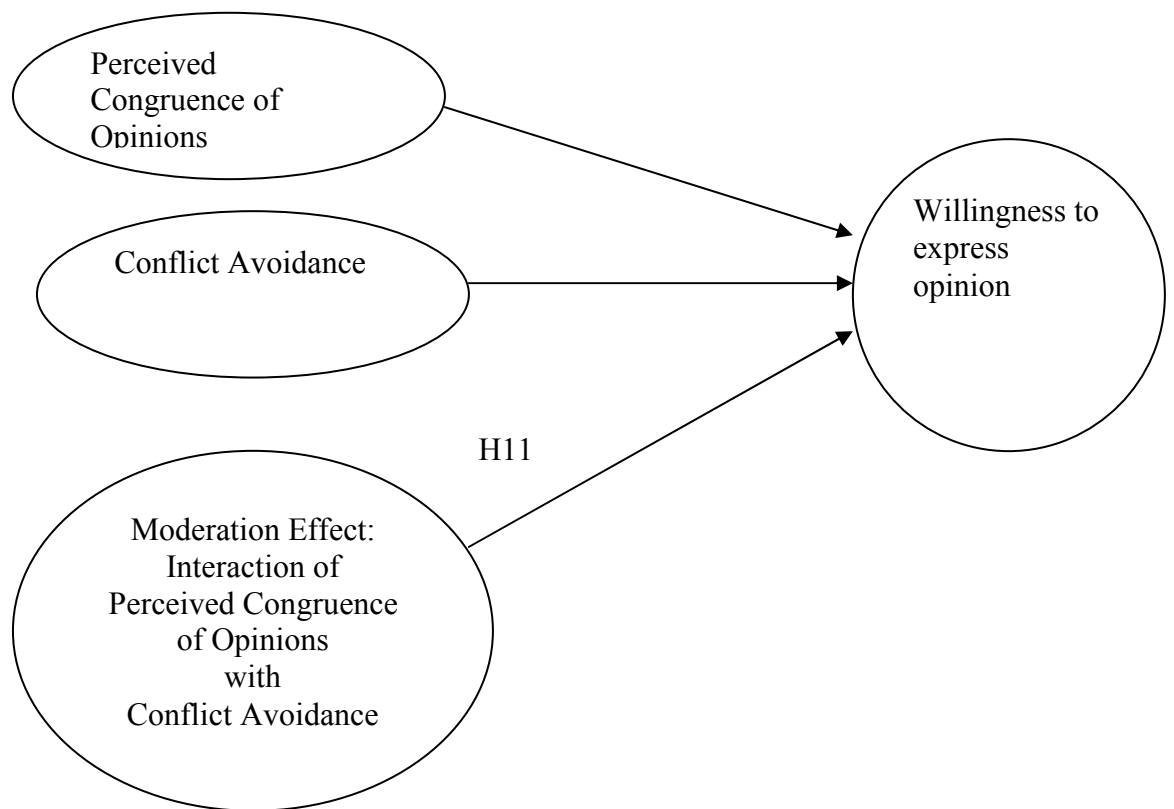 Perceived
Congruence of
Opinions
Conflict Avoidance
Willingness to
express
opinion
H11
Moderation Effect:
Interaction of
Perceived Congruence
of Opinions
with
Conflict Avoidance